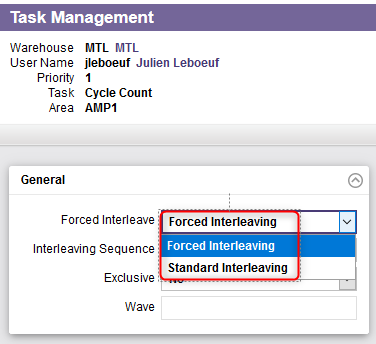 Task Management
Warehouse MTL MTL
User Name jleboeuf Julien Leboeuf
Priority 1
Task Cycle Count
Area AMP1
General
Forced Interleave Forced Interleaving
Interleaving Sequence Forced Interleaving
Standard Interleaving
Exclusive No
Wave